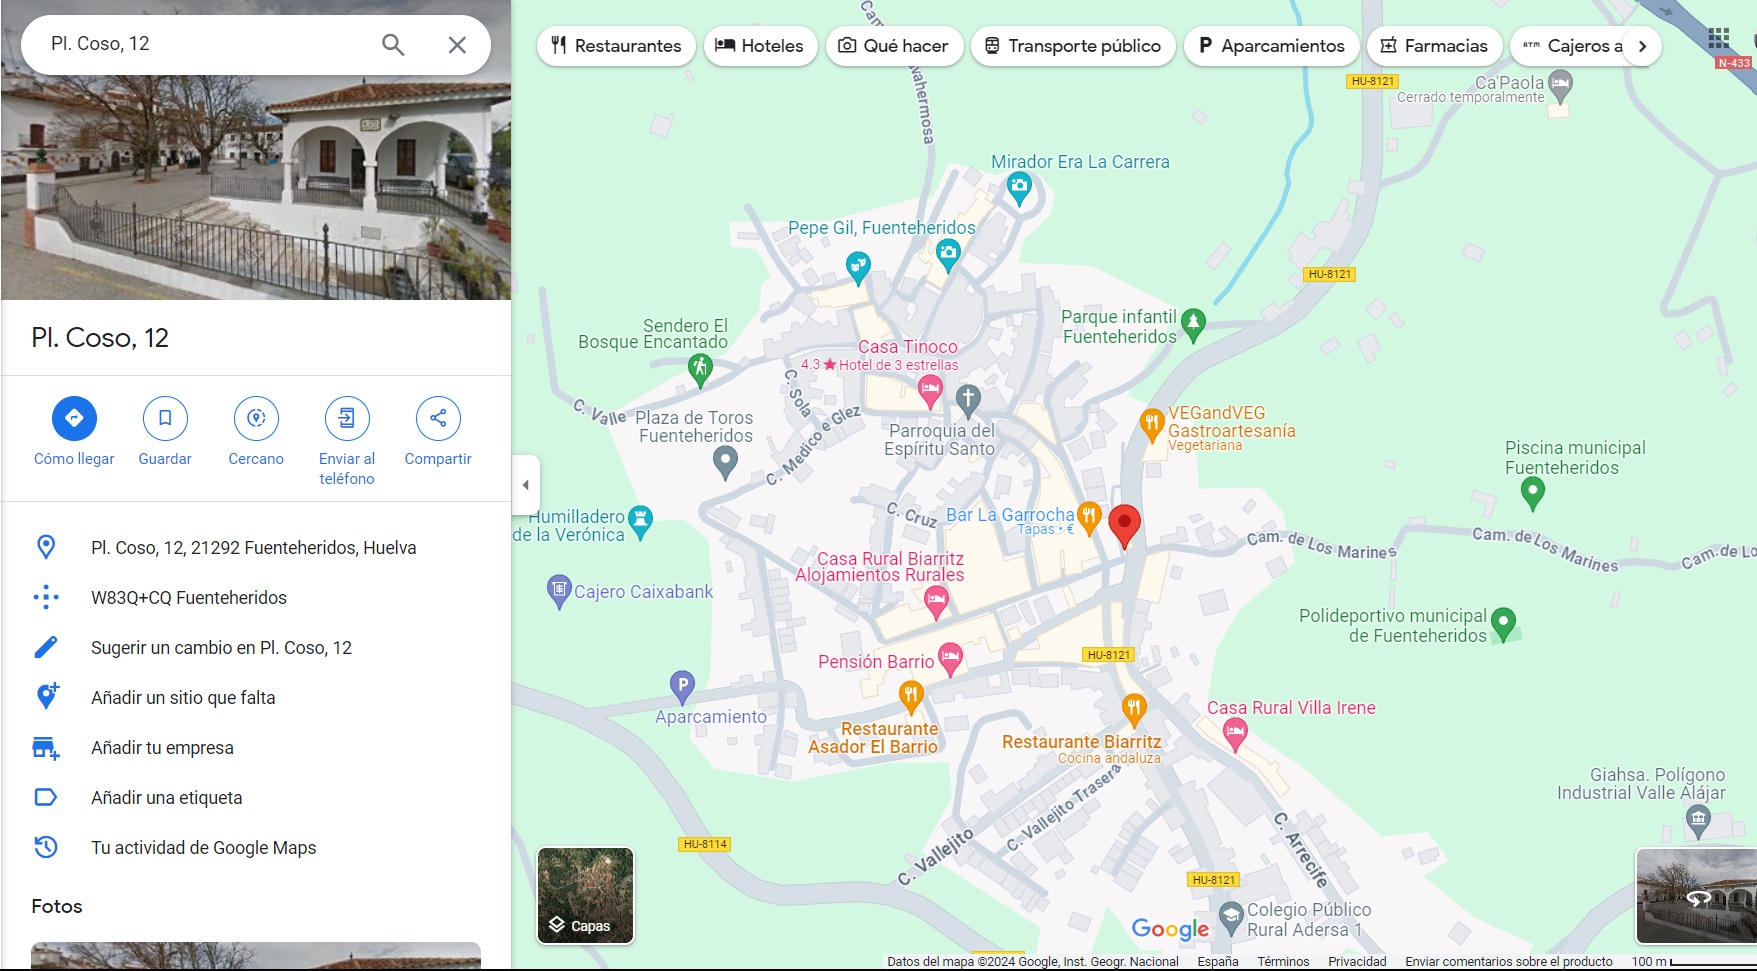 Pl. Coso, 12
Restaurantes
Hoteles
Qué hacer
Transporte público
P Aparcamientos
Farmacias
ATM Cajeros a
Pl. Coso, 12
Cómo llegar
Guardar
Cercano
Enviar al
teléfono
Compartir
Pl. Coso, 12, 21292 Fuenteheridos, Huelva
W83Q+CQ Fuenteheridos
Sugerir un cambio en Pl. Coso, 12
Añadir un sitio que falta
Añadir tu empresa
Añadir una etiqueta
Tu actividad de Google Maps
Fotos
N-433
HU-8121
Ca'Paola
Cerrado temporalmente
avahermosa
Mirador Era La Carrera
Pepe Gil, Fuenteheridos
HU-8121
Parque infantil
Fuenteheridos
Sendero El
Bosque Encantado
Casa Tinoco
4.3★ Hotel de 3 estrellas
C. Sola
C. Valle
Plaza de Toros
Fuenteheridos
C. Medico e Glez
Parroquia del
Espíritu Santo
VEGandVEG
Gastroartesanía
Vegetariana
Piscina municipal
Fuenteheridos
C. Cruz
Bar La Garrocha
Tapas • €
Humilladero
de la Verónica
Cam. de Los Marines
Cam. de Los Marines
Cam. de Lo
Casa Rural Biarritz
Alojamientos Rurales
Cajero Caixabank
Polideportivo municipal
de Fuenteheridos
HU-8121
Pensión Barrio
P
Aparcamiento
Restaurante
Asador El Barrio
Restaurante Biarritz
Cocina andaluza
Casa Rural Villa Irene
Giahsa. Polígono
Industrial Valle Alájar
C. Vallejito Trasera
C. Vallejito
C. Arrecife
HU-8114
HU-8121
Colegio Público
Rural Adersa 1
Capas
Google
Datos del mapa ©2024 Google, Inst. Geogr. Nacional España Términos Privacidad Enviar comentarios sobre el producto 100 m